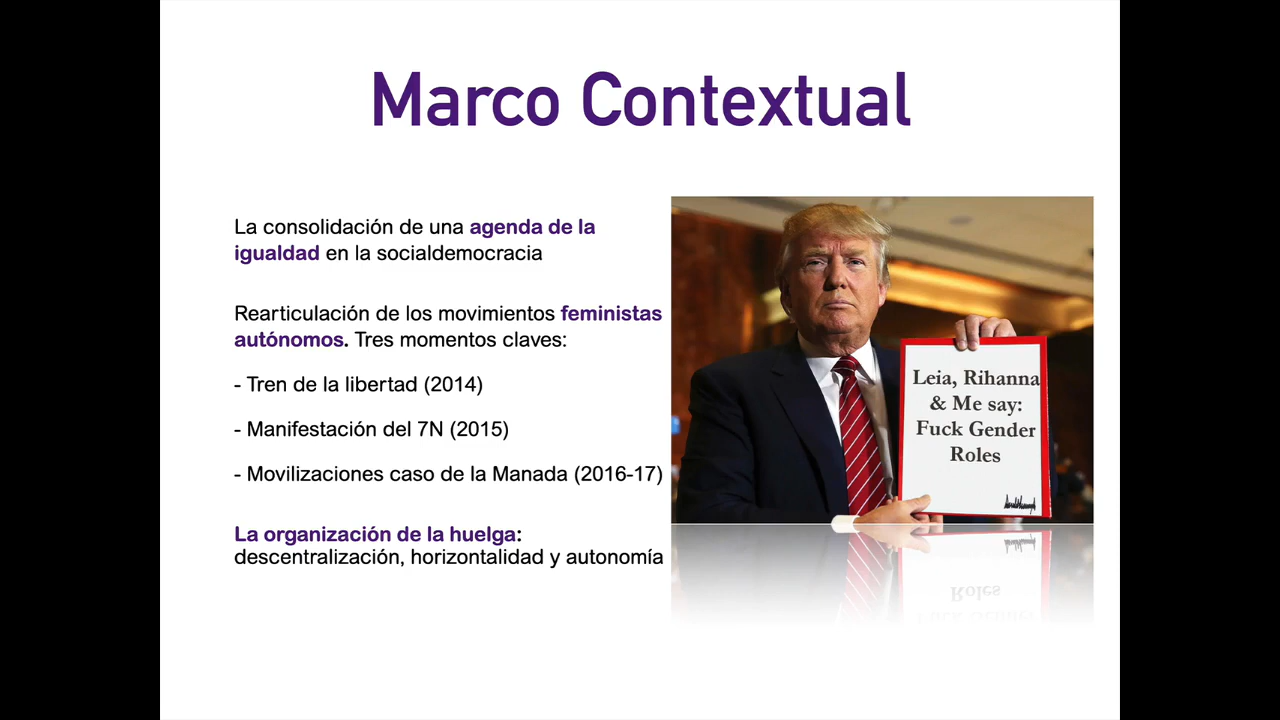 Marco Contextual
La consolidación de una agenda de la
igualdad en la socialdemocracia
Rearticulación de los movimientos feministas
autónomos. Tres momentos claves:
- Tren de la libertad (2014)
- Manifestación del 7N (2015)
- Movilizaciones caso de la Manada (2016-17)
La organización de la huelga:
descentralización, horizontalidad y autonomía
Leia, Rihanna
& Me say:
Fuck Gender
Roles